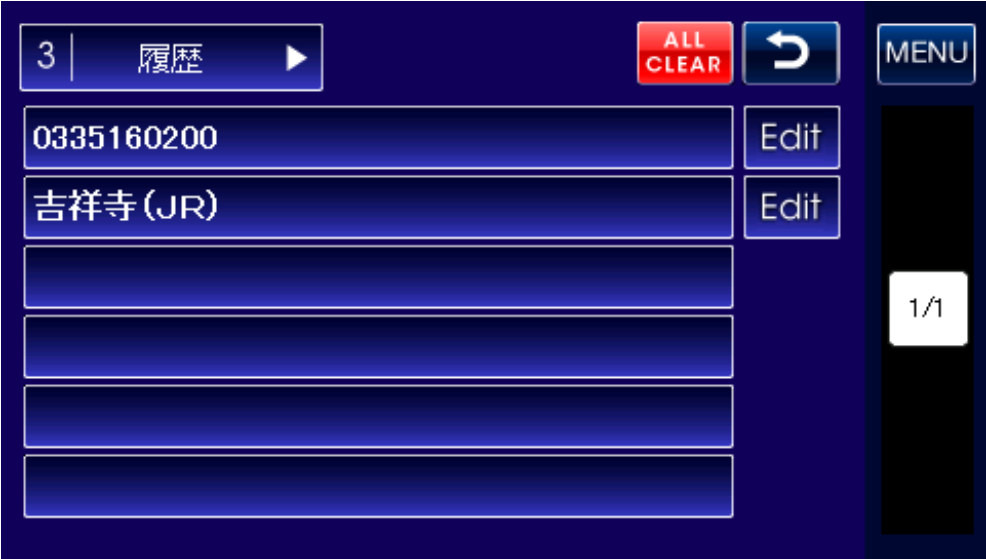 3 履歴
ALL
CLEAR
MENU
0335160200
Edit
吉祥寺(JR)
Edit
1/1